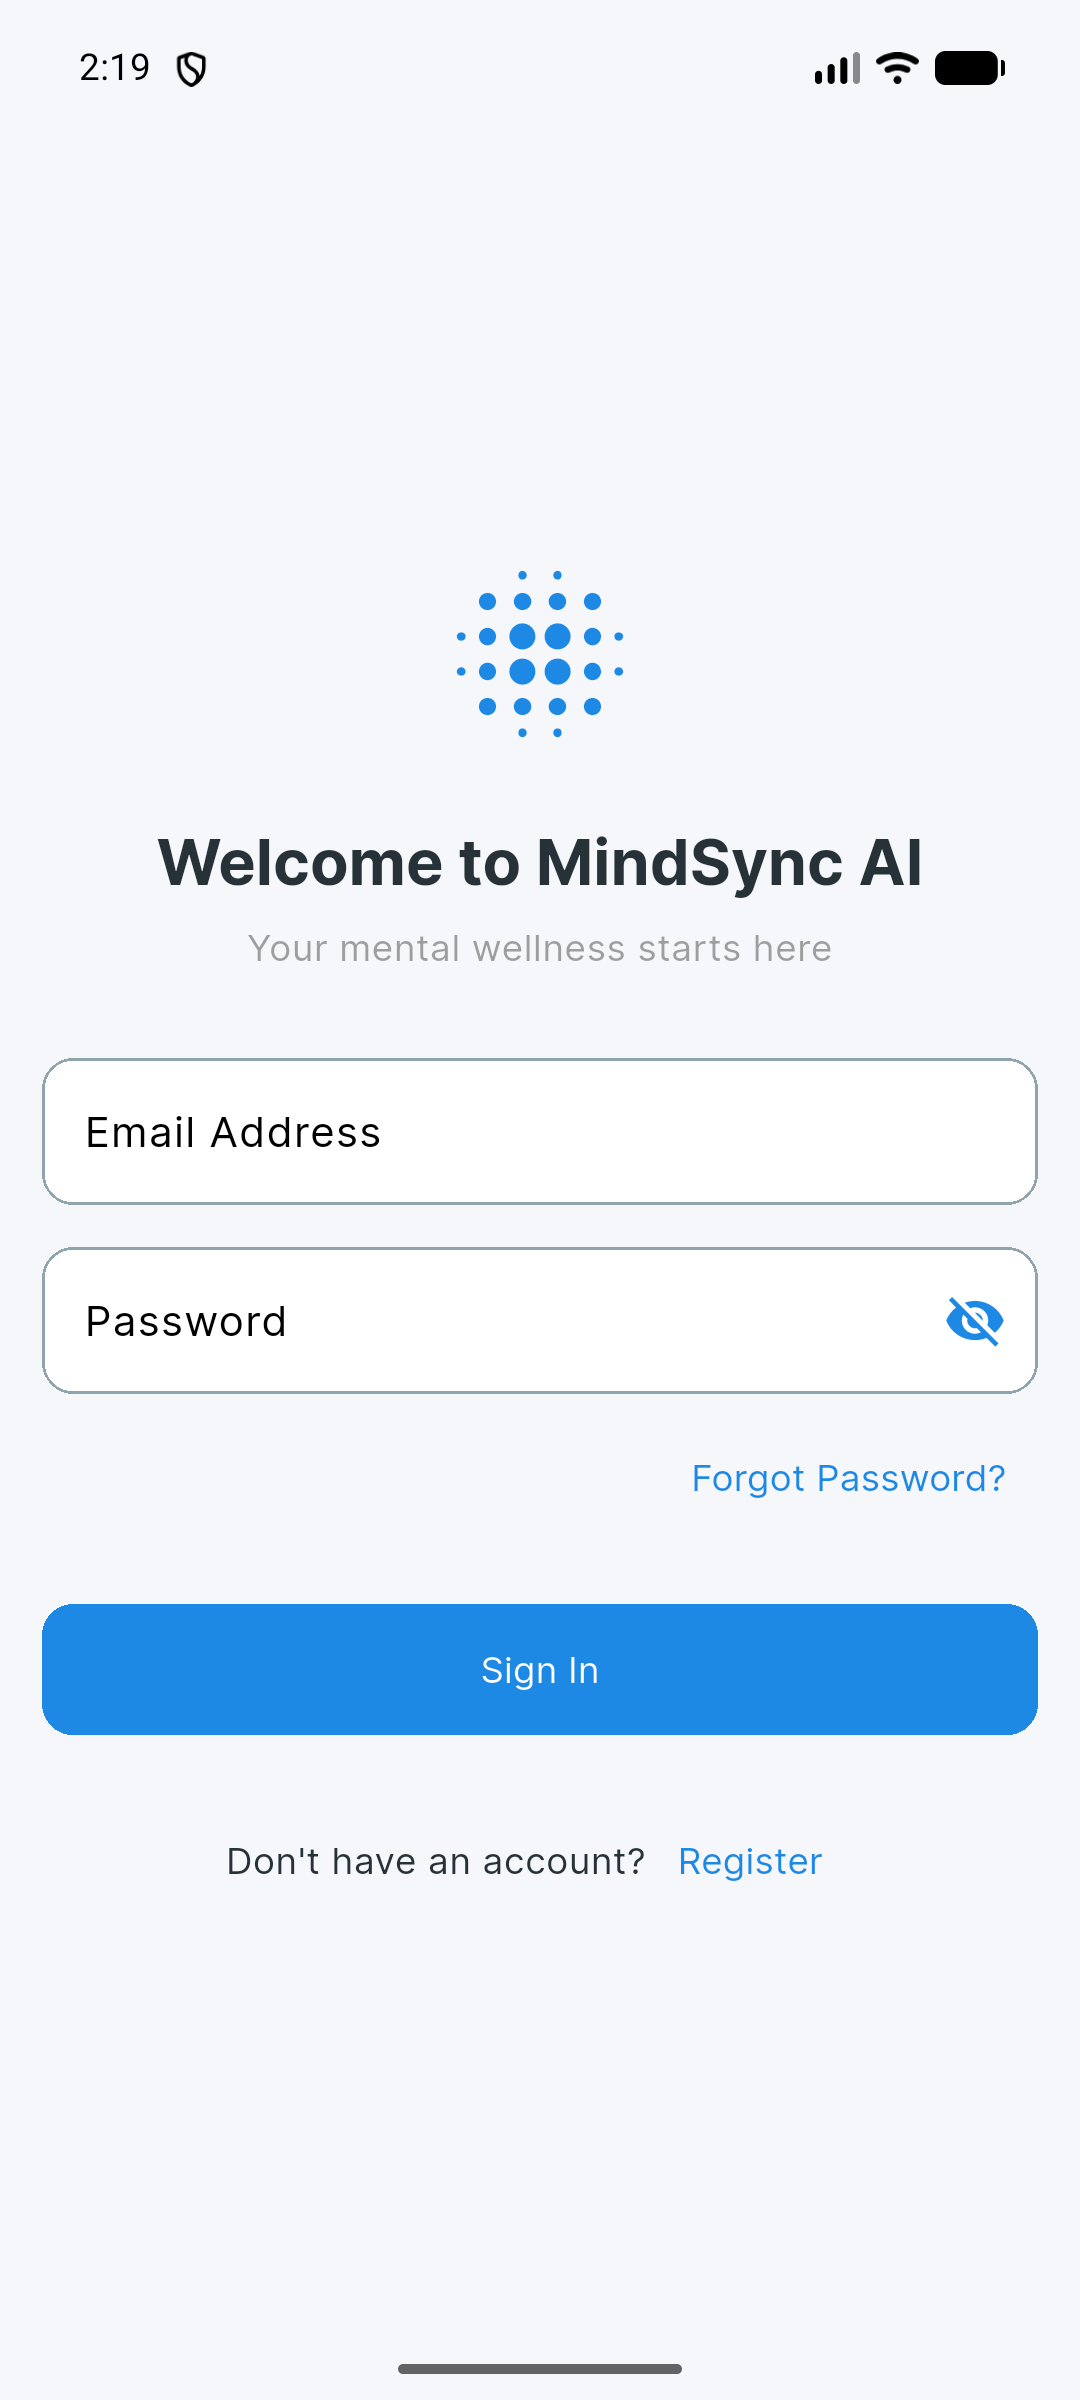 2:19
Welcome to MindSync AI
Your mental wellness starts here
Email Address
Password
Forgot Password?
Sign In
Don't have an account? Register